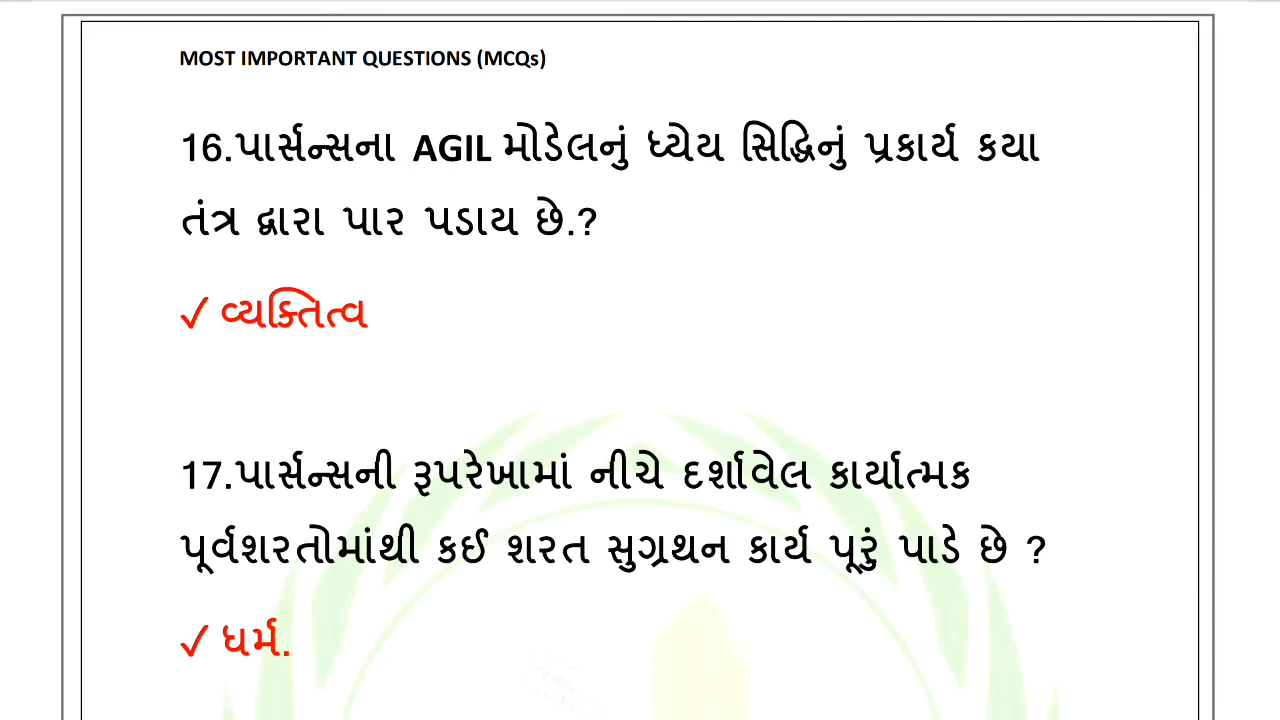 MOST IMPORTANT QUESTIONS (MCQs)
16.પાર્સન્સના AGIL મોડેલનું ધ્યેય સિદ્ધિનું પ્રકાર્ય કયા
તંત્ર દ્વારા પાર પડાય છે.?
✓ વ્યક્તિત્વ
17.પાર્સન્સની રૂપરેખામાં નીચે દર્શાવેલ કાર્યાત્મક
પૂર્વશરતોમાંથી કઈ શરત સુગ્રથન કાર્ય પૂરું પાડે છે ?
✓ ધર્મ.